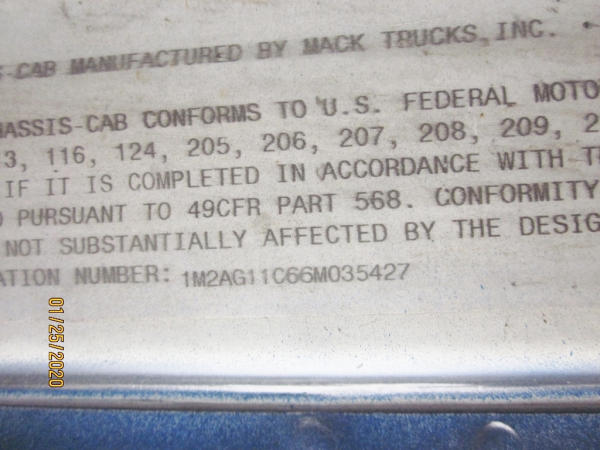 S-CAB MANUFACTURED BY MACK TRUCKS, INC.
HASSIS-CAB CONFORMS TO U.S. FEDERAL MOTO
3, 116, 124, 205, 206, 207, 208, 209, 2
IF IT IS COMPLETED IN ACCORDANCE WITH T
PURSUANT TO 49CFR PART 568. CONFORMITY
NOT SUBSTANTIALLY AFFECTED BY THE DESIG
ATION NUMBER: 1M2AG11C66M035427
01/25/2020